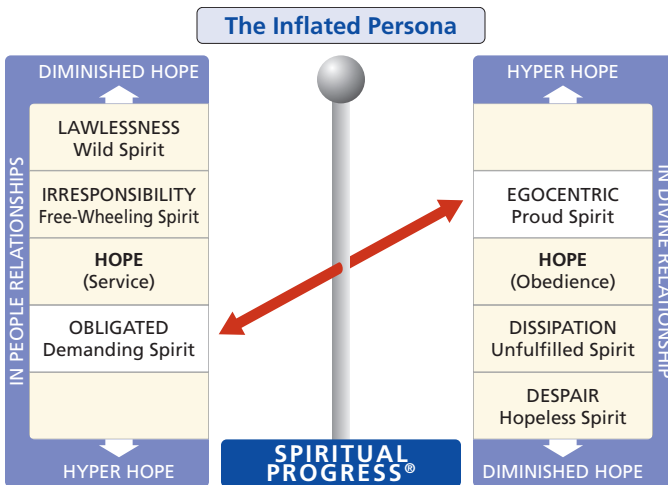 The Inflated Persona
DIMINISHED HOPE
IN PEOPLE RELATIONSHIPS
LAWLESSNESS
Wild Spirit
IRRESPONSIBILITY
Free-Wheeling Spirit
HOPE
(Service)
OBLIGATED
Demanding Spirit
HYPER HOPE
SPIRITUAL
PROGRESS®
HYPER HOPE
IN DIVINE RELATIONSHIP
EGOCENTRIC
Proud Spirit
HOPE
(Obedience)
DISSIPATION
Unfulfilled Spirit
DESPAIR
Hopeless Spirit
DIMINISHED HOPE